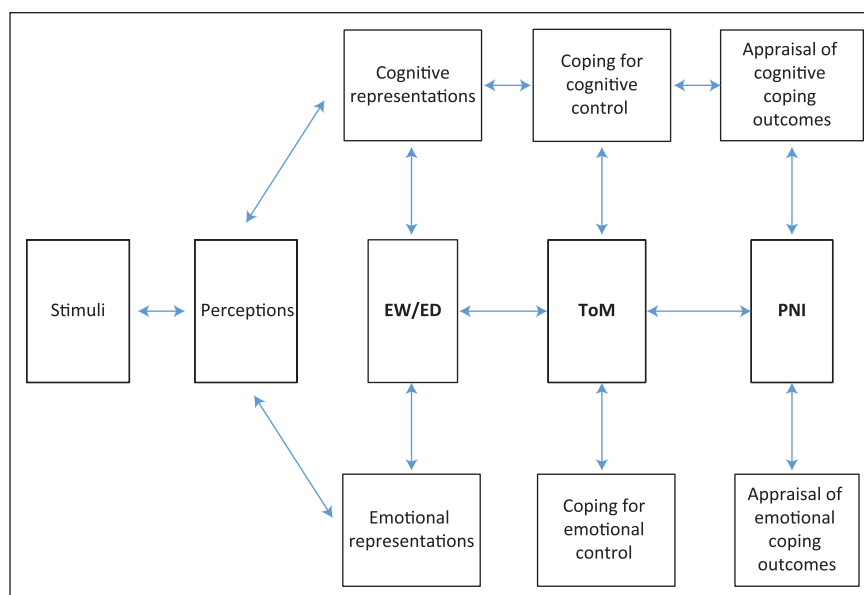 Cognitive
representations
Coping for
cognitive
control
Appraisal of
cognitive
coping
outcomes
Stimuli
Perceptions
EW/ED
ToM
PNI
Emotional
representations
Coping for
emotional
control
Appraisal of
emotional
coping
outcomes